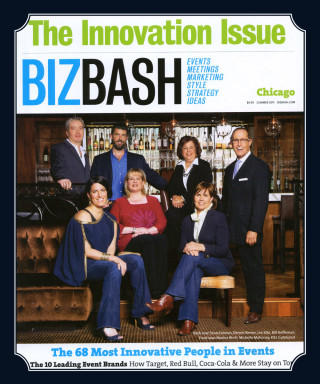 The Innovation Issue
BIZBASH
EVENTS
MEETINGS
MARKETING
STYLE
STRATEGY
IDEAS
Chicago
The 68 Most Innovative People in Events
The 10 Leading Event Brands How Target, Red Bull, Coca-Cola & More Stay on To